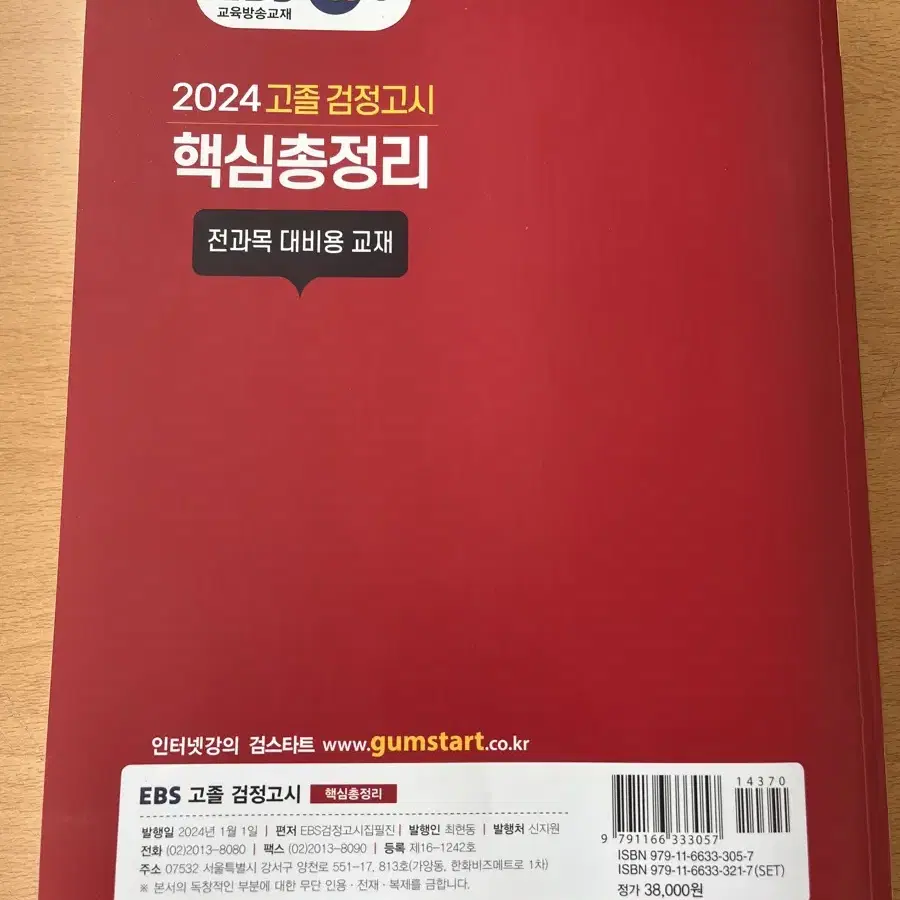 교육방송교재
2024 고졸 검정고시
핵심총정리
전과목 대비용 교재
인터넷강의 검스타트 www.gumstart.co.kr
EBS 고졸 검정고시 핵심총정리
발행일 2024년 1월 1일 | 편저 EBS검정고시집필진 | 발행인 최현동 | 발행처 신지원
전화 (02)2013-8080 | 팩스 (02)2013-8090 | 등록 제16-1242호
주소 07532 서울특별시 강서구 양천로 551-17, 813호(가양동, 한화비즈메트로 1차)
※ 본서의 독창적인 부분에 대한 무단 인용·전재·복제를 금합니다.
14370
9 791166 333057
ISBN 979-11-6633-305-7
ISBN 979-11-6633-321-7(SET)
정가 38,000원